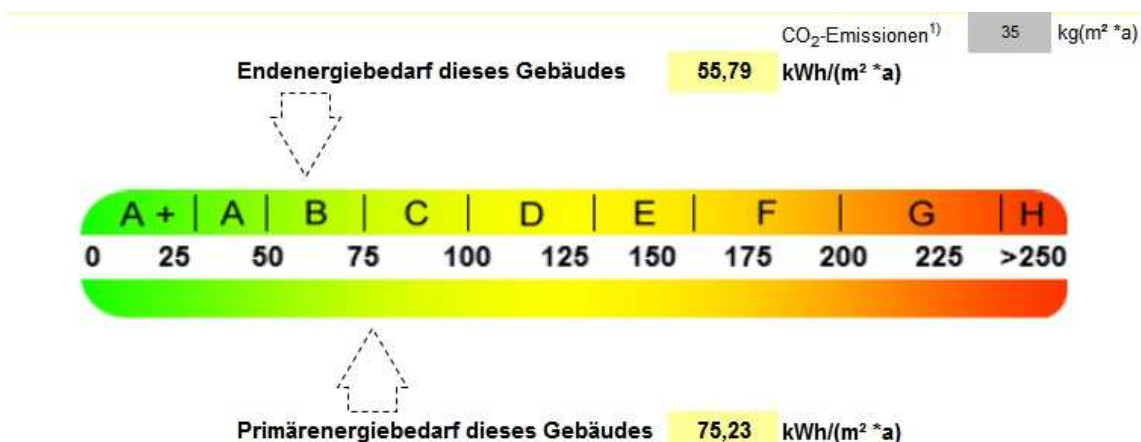 CO₂-Emissionen¹⁾ 35 kg(m² *a)
Endenergiebedarf dieses Gebäudes 55,79 kWh/(m² *a)
A + | A | B | C | D | E | F | G | H
0 25 50 75 100 125 150 175 200 225 >250
Primärenergiebedarf dieses Gebäudes 75,23 kWh/(m² *a)